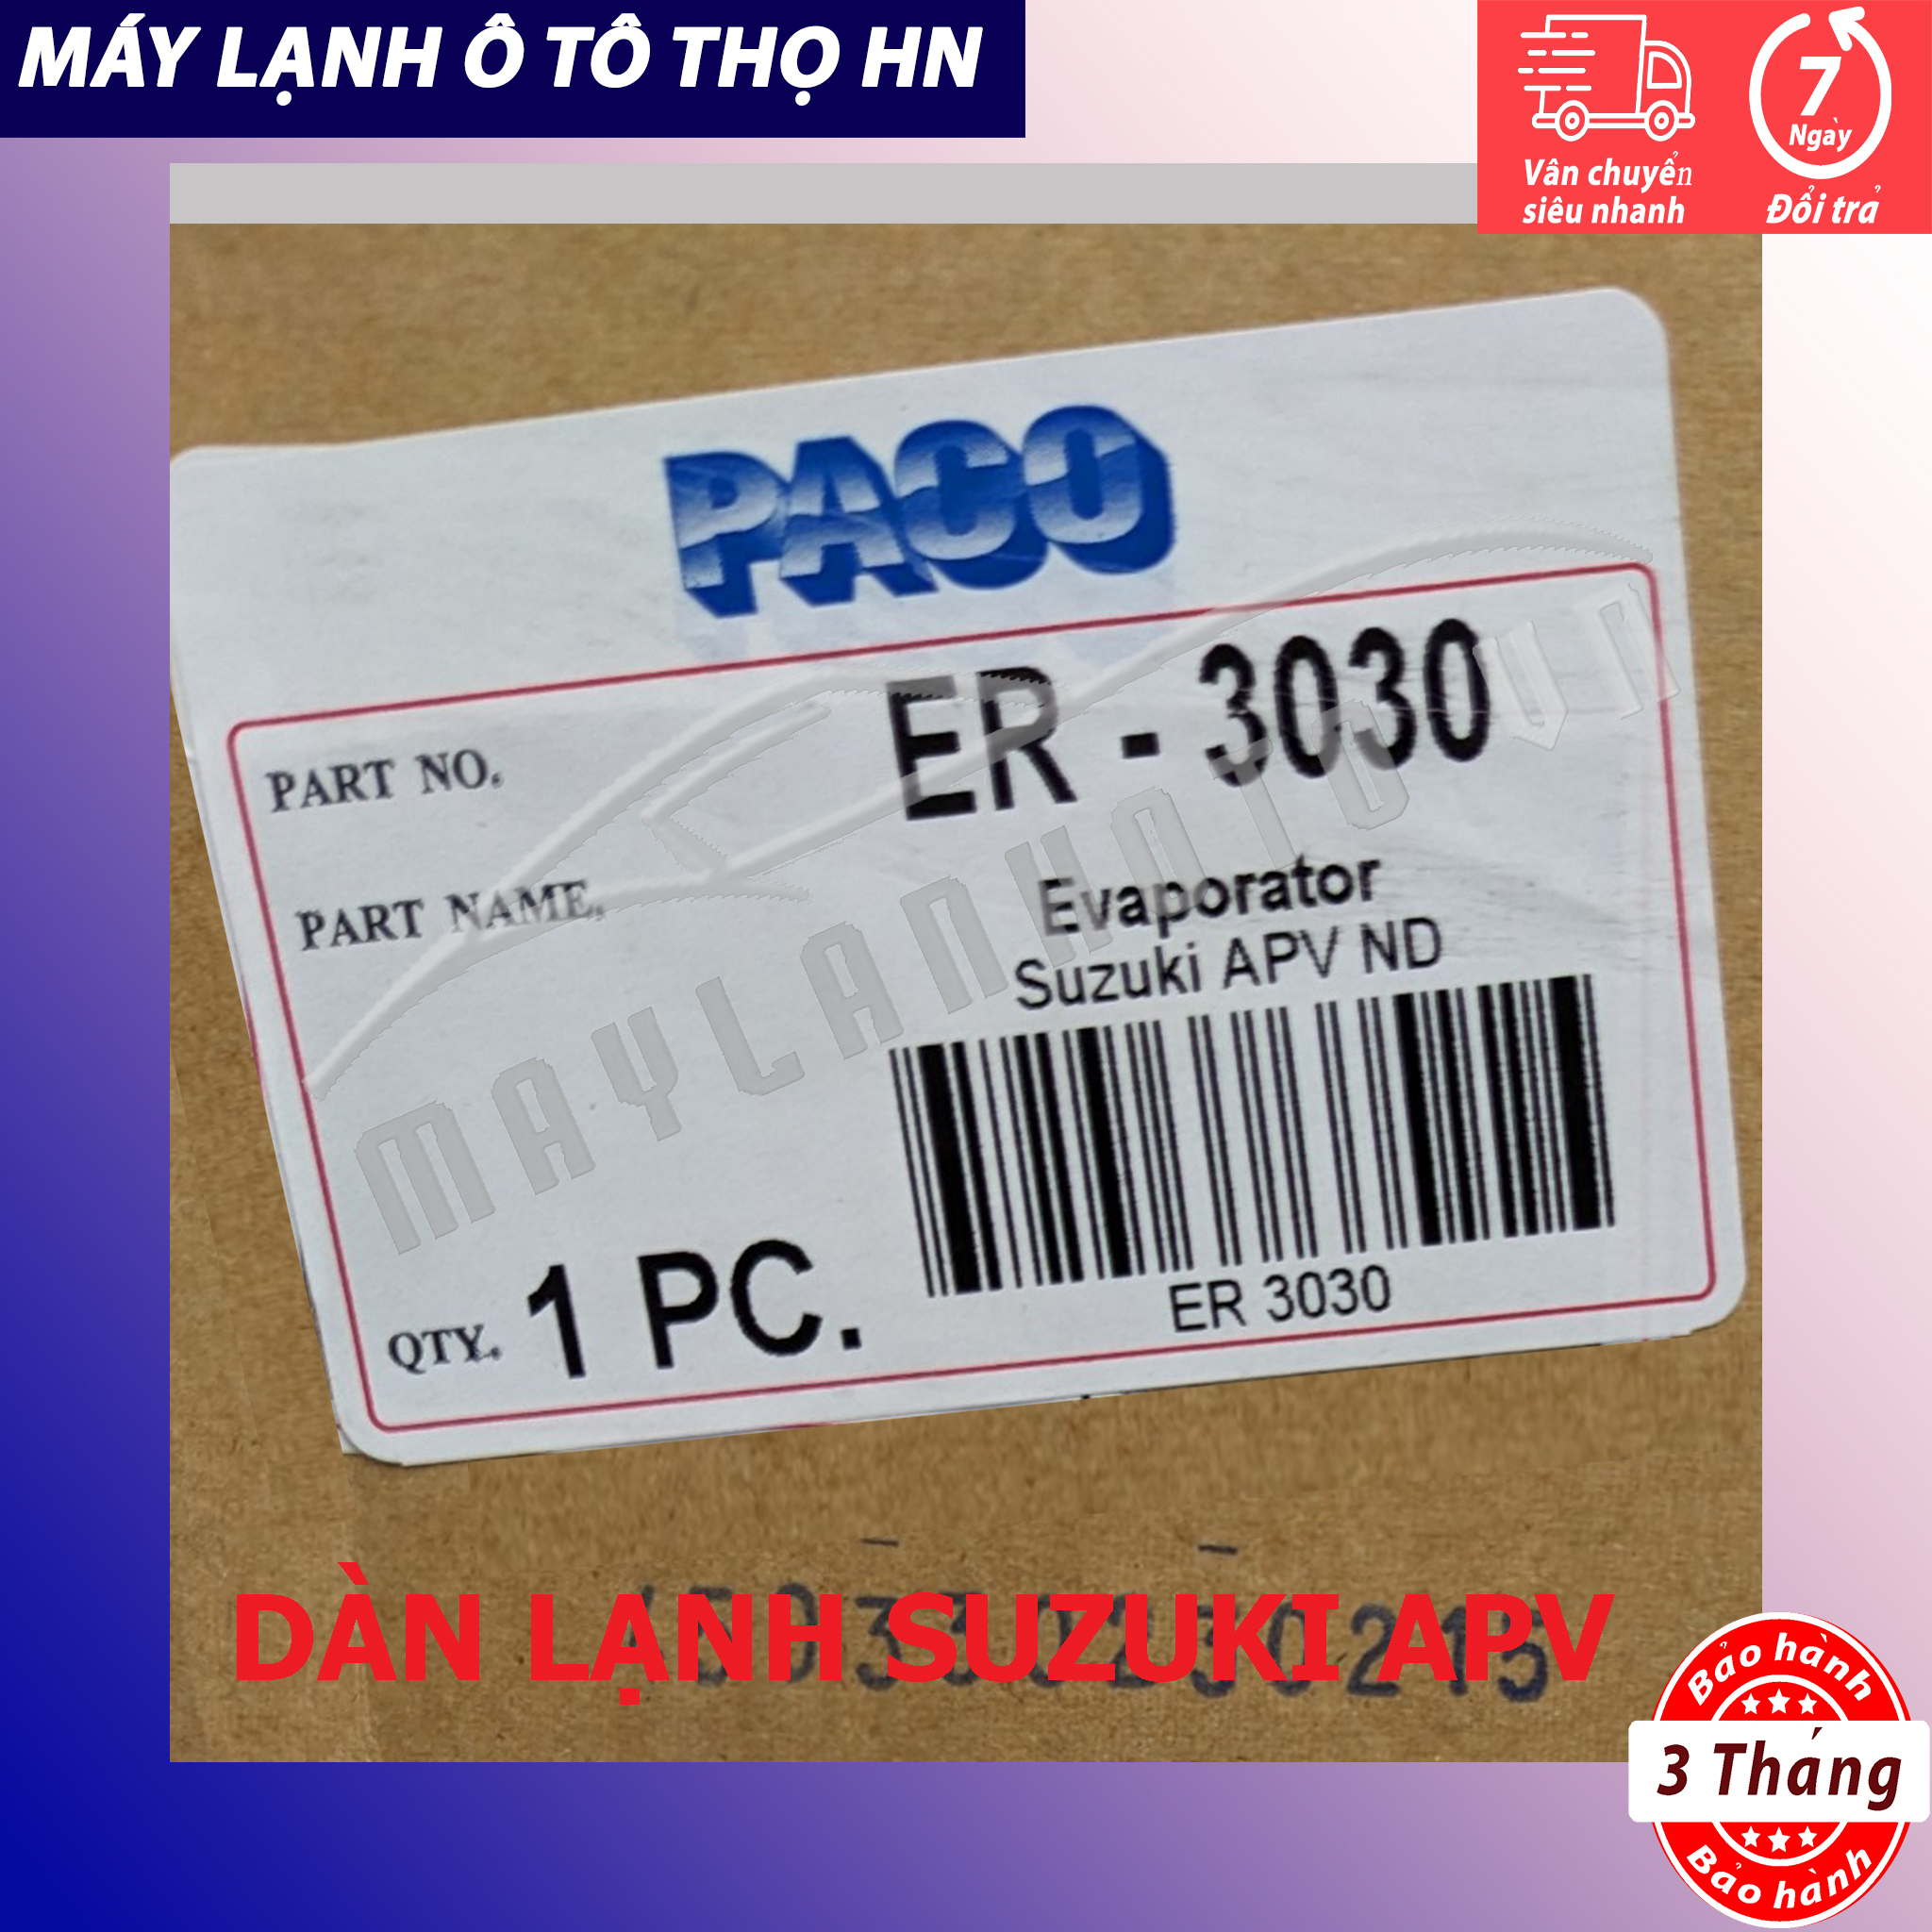 MÁY LẠNH Ô TÔ THỌ HN
7
Ngày
Vân chuyển
siêu nhanh
Đổi trả
PACO
PART NO.
ER - 3030
PART NAME.
Evaporator
Suzuki APV ND
MAYLANHOTO VN
QTY. 1 PC.
ER 3030
DÀN LẠNH SUZUKI APV
Bảo hành
3 Tháng
Bảo hành